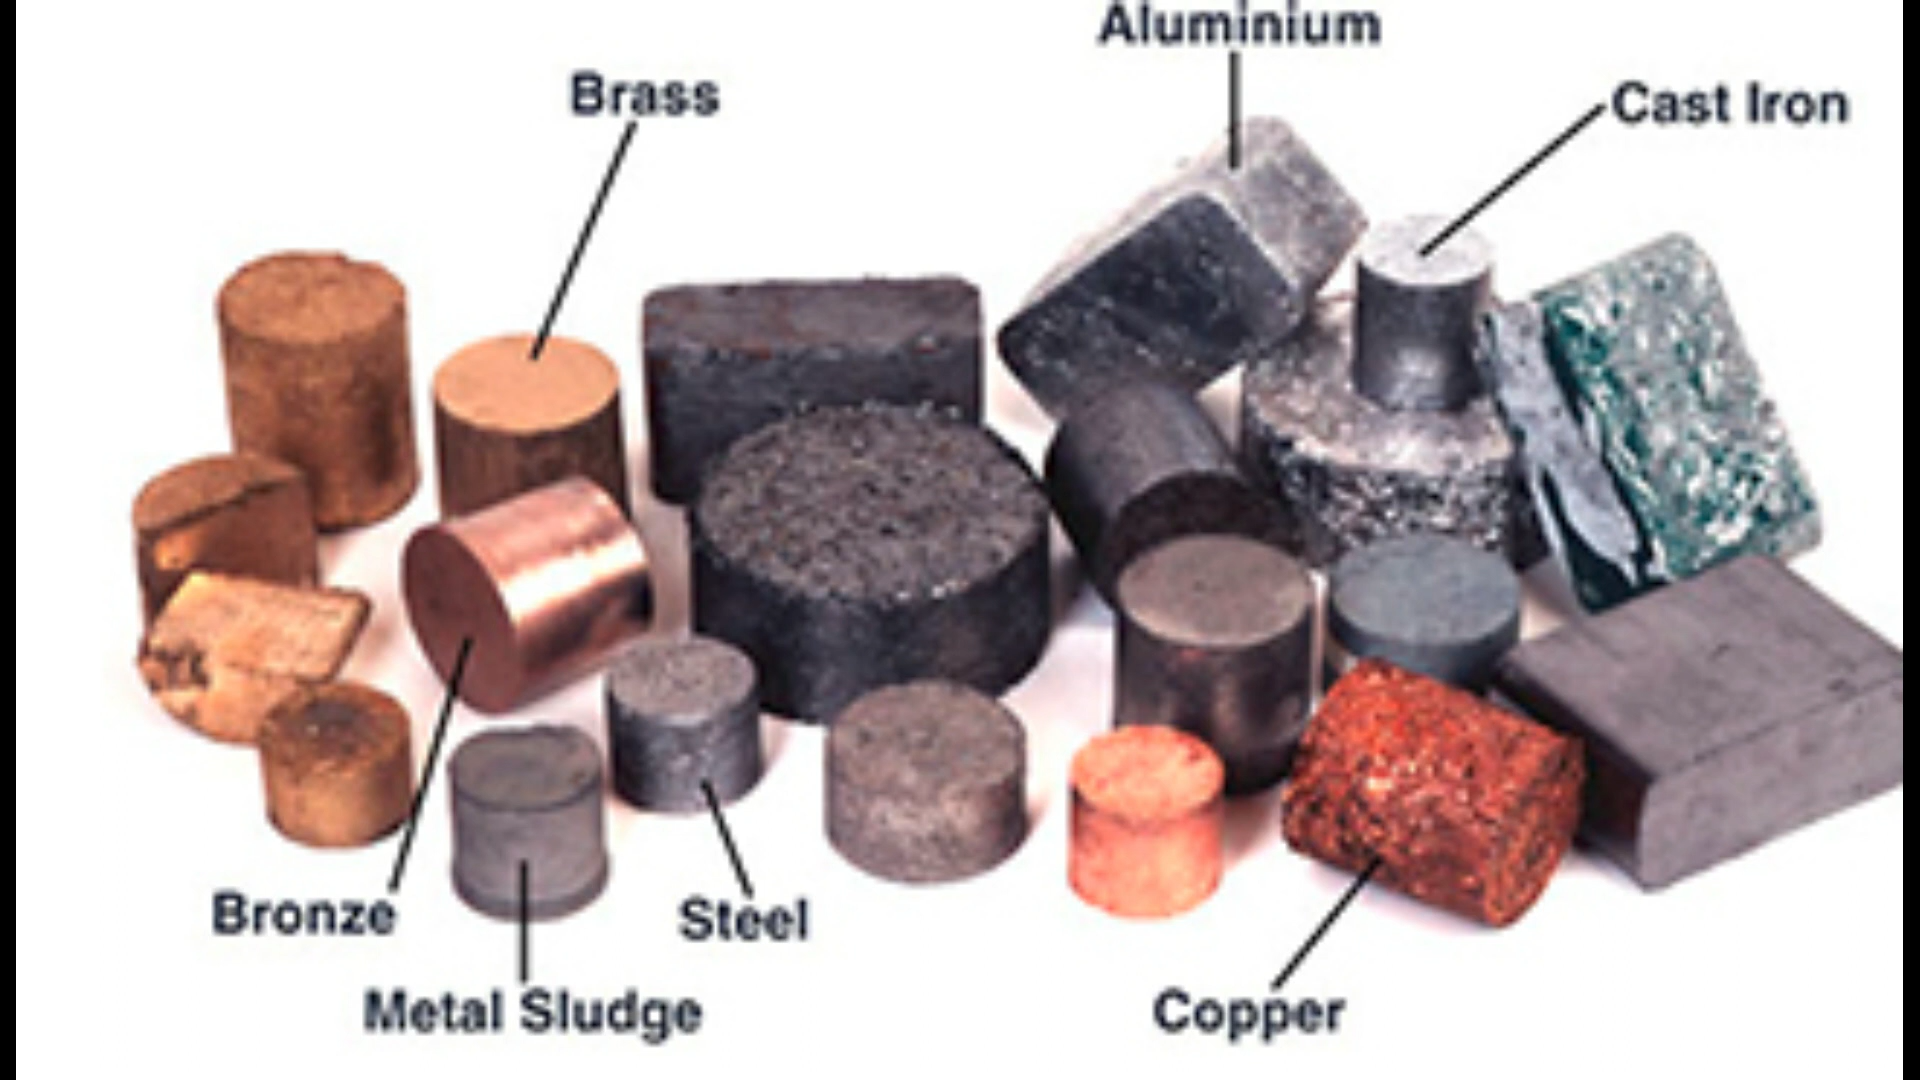 Aluminium
Brass
Cast Iron
Bronze
Steel
Metal Sludge
Copper